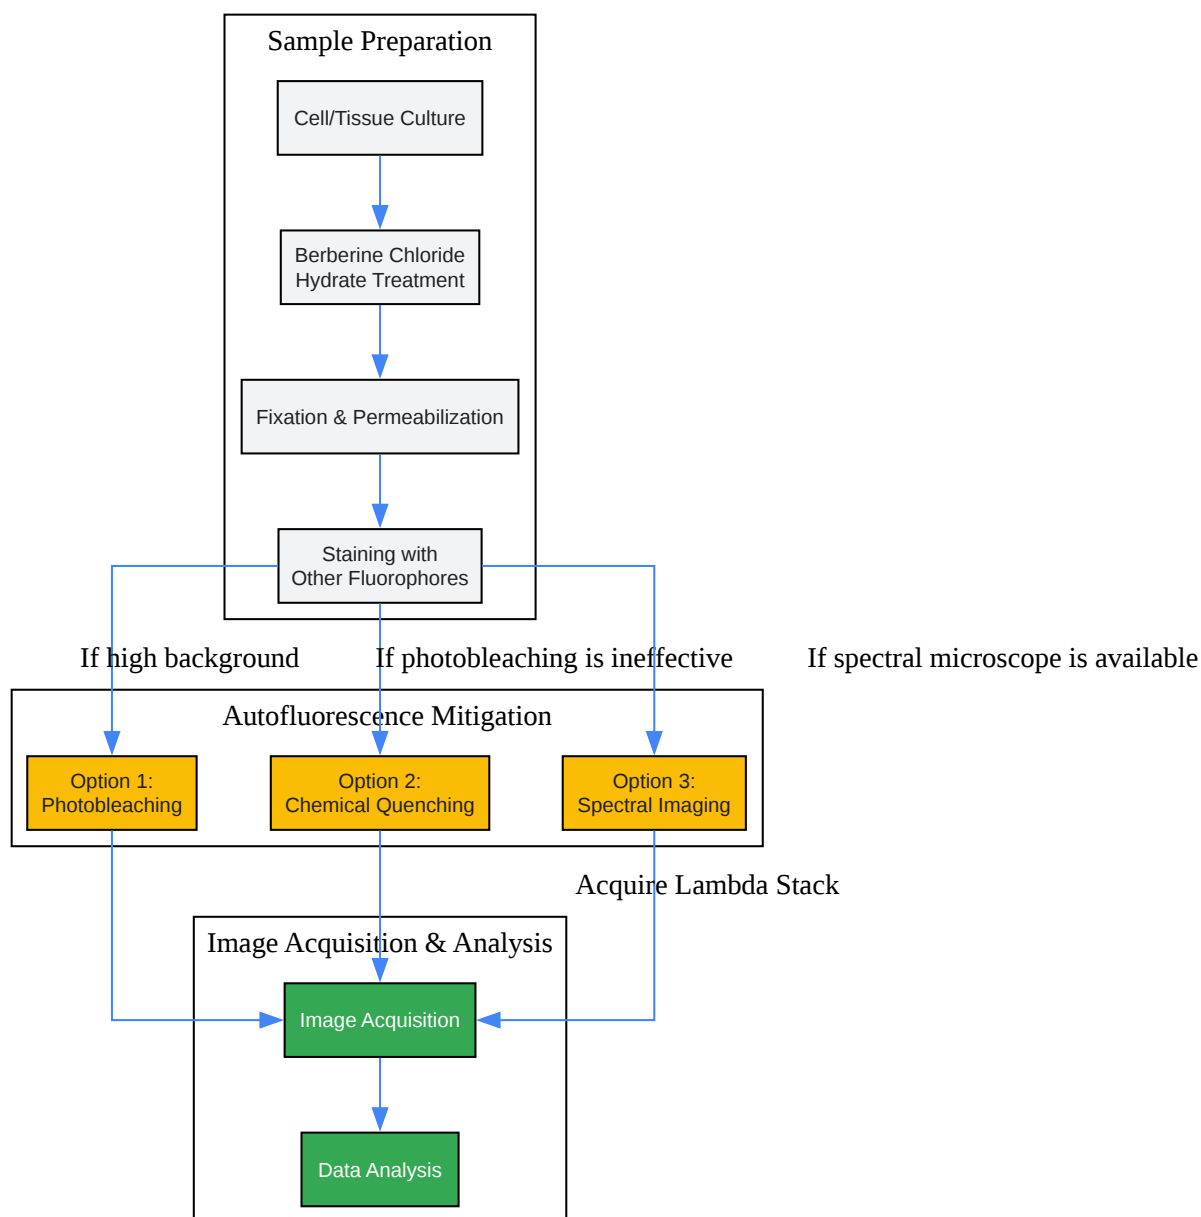 Sample Preparation
Cell/Tissue Culture
Berberine Chloride
Hydrate Treatment
Fixation & Permeabilization
Staining with
Other Fluorophores
If high background
If photobleaching is ineffective
If spectral microscope is available
Autofluorescence Mitigation
Option 1:
Photobleaching
Option 2:
Chemical Quenching
Option 3:
Spectral Imaging
Acquire Lambda Stack
Image Acquisition & Analysis
Image Acquisition
Data Analysis